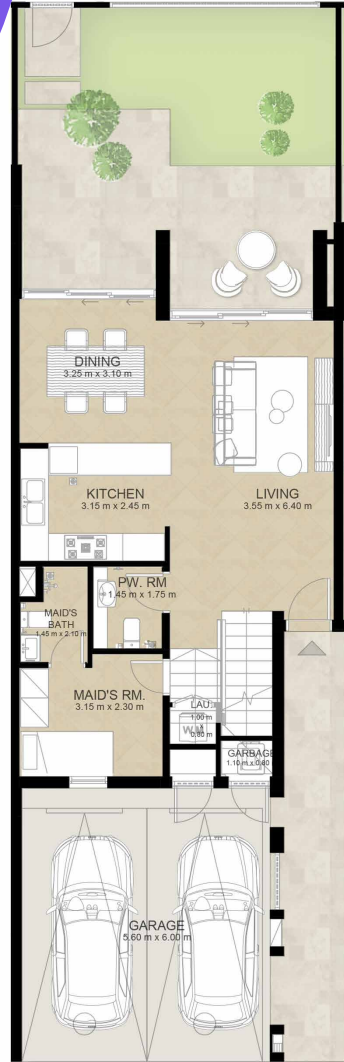 DINING
3.25 m x 3.10 m
KITCHEN
3.15 m x 2.45 m
LIVING
3.55 m x 6.40 m
PW. RM
1.45 m x 1.75 m
MAID'S
BATH
1.45 m x 2.10 m
MAID'S RM.
3.15 m x 2.30 m
LAU.
1.00 m
x
0.80 m
W.M
GARBAGE
1.10 m x 0.80
GARAGE
5.60 m x 6.00 m